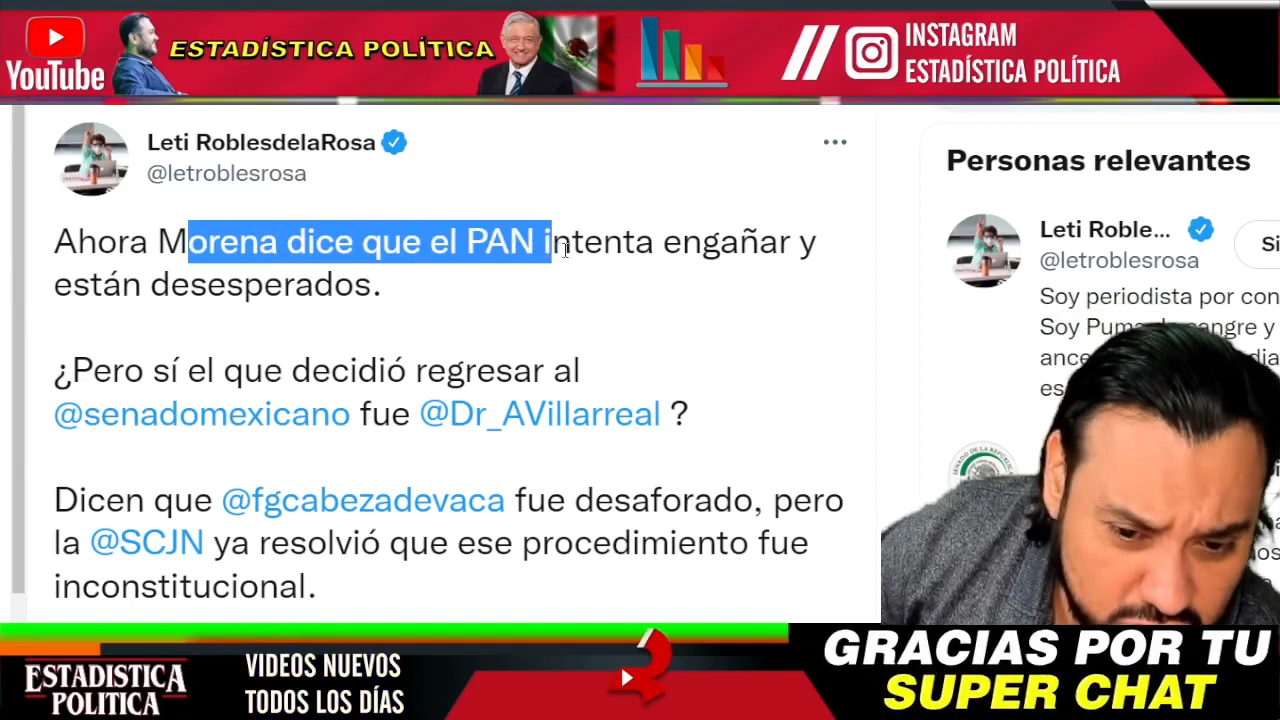 YouTube
ESTADÍSTICA POLÍTICA
INSTAGRAM
ESTADÍSTICA POLÍTICA
Leti RoblesdelaRosa
@letroblesrosa
Ahora Morena dice que el PAN intenta engañar y
están desesperados.
¿Pero sí el que decidió regresar al
@senadomexicano fue @Dr_AVillarreal ?
Dicen que @fgcabezadevaca fue desaforado, pero
la @SCJN ya resolvió que ese procedimiento fue
inconstitucional.
Personas relevantes
Leti Roble...
@letroblesrosa
Soy periodista por con
Soy Puma de sangre y
ance
es
ESTADISTICA
POLÍTICA
VIDEOS NUEVOS
TODOS LOS DÍAS
GRACIAS POR TU
SUPER CHAT